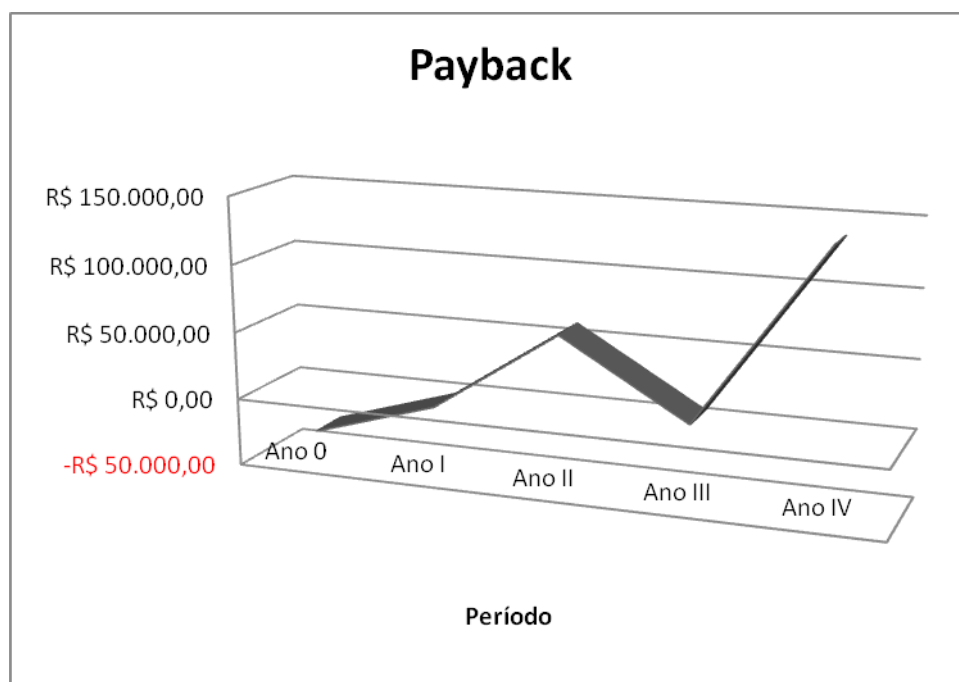 Payback
R$ 150.000,00
R$ 100.000,00
R$ 50.000,00
R$ 0,00
-R$ 50.000,00
Ano 0
Ano I
Ano II
Ano III
Ano IV
Período